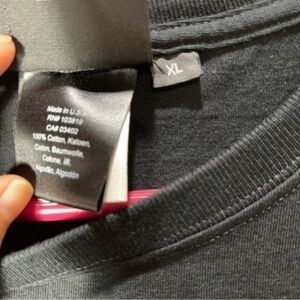 Made in U.S.A.
RN# 103819
CA# 03402
100% Cotton, Katoen,
Coton, Baumwolle,
Cotone, 綿,
Algodão, Algodón
XL